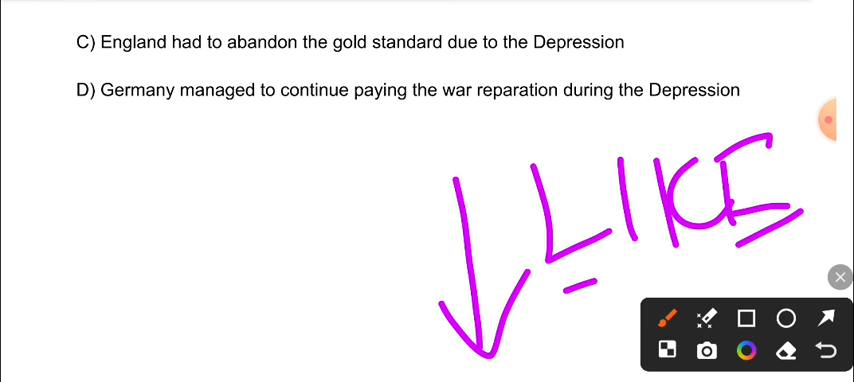 C) England had to abandon the gold standard due to the Depression
D) Germany managed to continue paying the war reparation during the Depression
LIKE